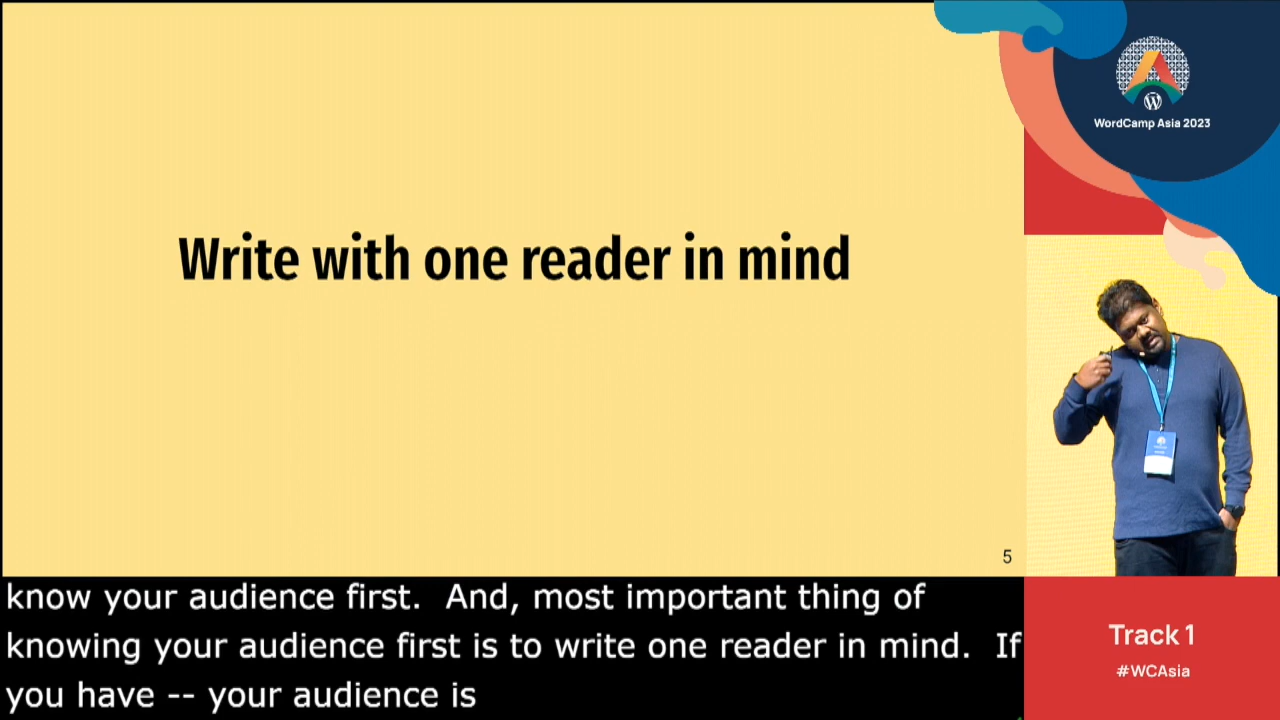 WordCamp Asia 2023
Write with one reader in mind
5
know your audience first.  And, most important thing of
knowing your audience first is to write one reader in mind.  If
you have -- your audience is
Track 1
#WCAsia